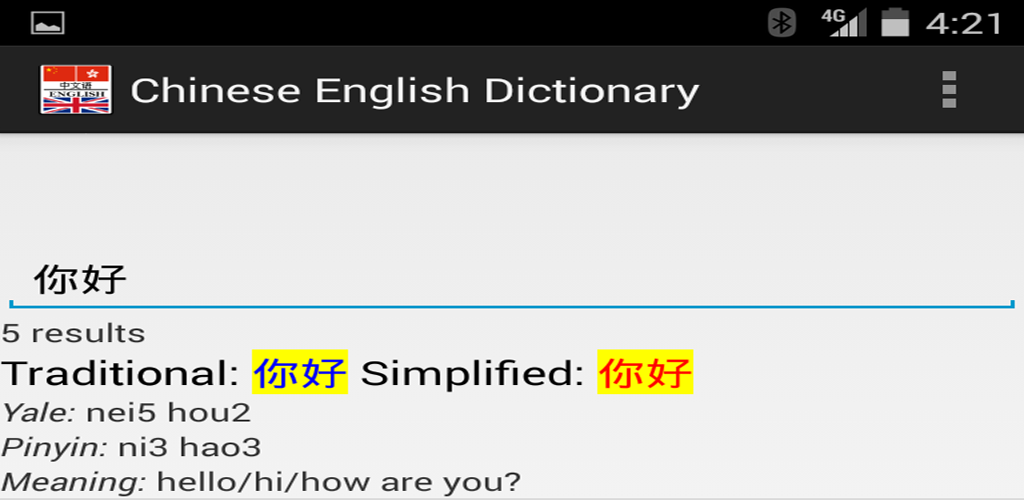 4G 4:21
中文语
ENGLISH
Chinese English Dictionary
你好
5 results
Traditional: 你好 Simplified: 你好
Yale: nei5 hou2
Pinyin: ni3 hao3
Meaning: hello/hi/how are you?